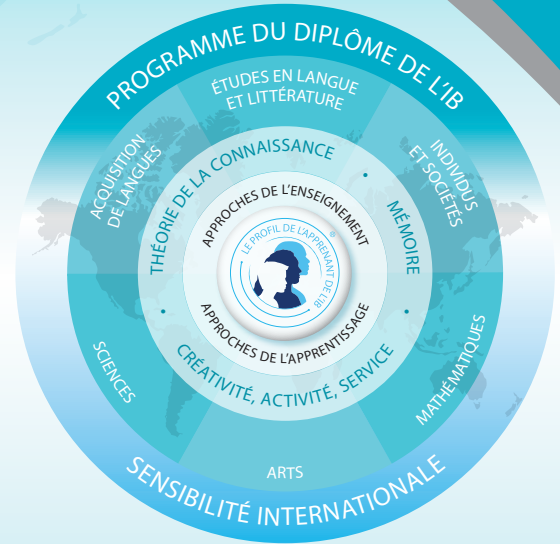 PROGRAMME DU DIPLÔME DE L'IB
ÉTUDES EN LANGUE
ET LITTÉRATURE
ACQUISITION
DE LANGUES
INDIVIDUS
ET SOCIÉTÉS
THÉORIE DE LA CONNAISSANCE
•
MÉMOIRE
•
APPROCHES DE L'ENSEIGNEMENT
LE PROFIL DE L'APPRENANT DE L'IB
®
APPROCHES DE L'APPRENTISSAGE
CRÉATIVITÉ, ACTIVITÉ, SERVICE
•
SCIENCES
MATHÉMATIQUES
ARTS
SENSIBILITÉ INTERNATIONALE